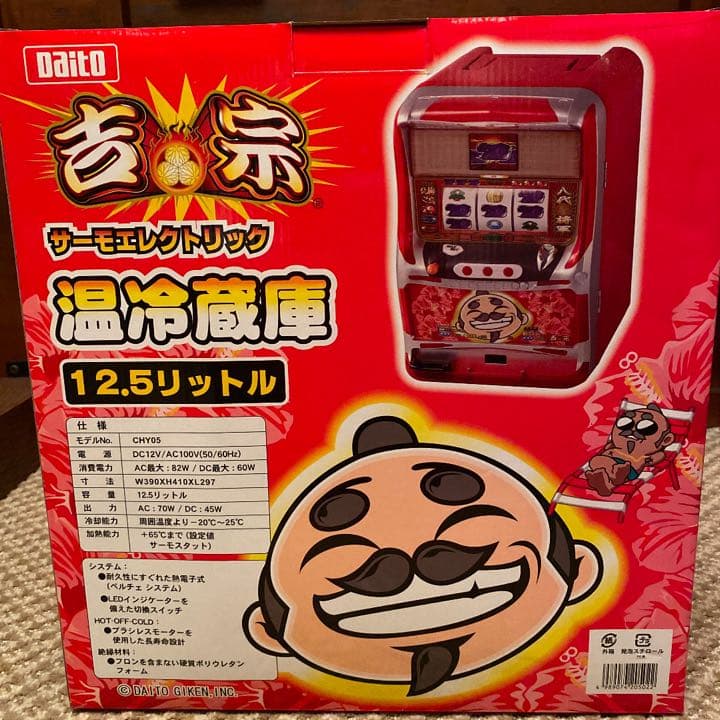 Daito
吉宗
®
サーモエレクトリック
温冷蔵庫
12.5リットル
八代将軍
仕 様
モデルNo. CHY05
電 源 DC12V/AC100V(50/60Hz)
消費電力 AC最大:82W / DC最大:60W
寸 法 W390XH410XL297
容 量 12.5リットル
出 力 AC:70W / DC:45W
冷却能力 周囲温度より−20℃~25℃
加熱能力 +65℃まで(設定値
サーモスタット)
システム:
●耐久性にすぐれた熱電子式
(ペルチェ システム)
●LEDインジケーターを
備えた切換スイッチ
HOT-OFF-COLD:
●ブラシレスモーターを
使用した長寿命設計
絶縁材料:
●フロンを含まない硬質ポリウレタン
フォーム
© DAITO GIKEN,INC.
紙 プラ
外箱 発泡スチロール
4 989074 205022